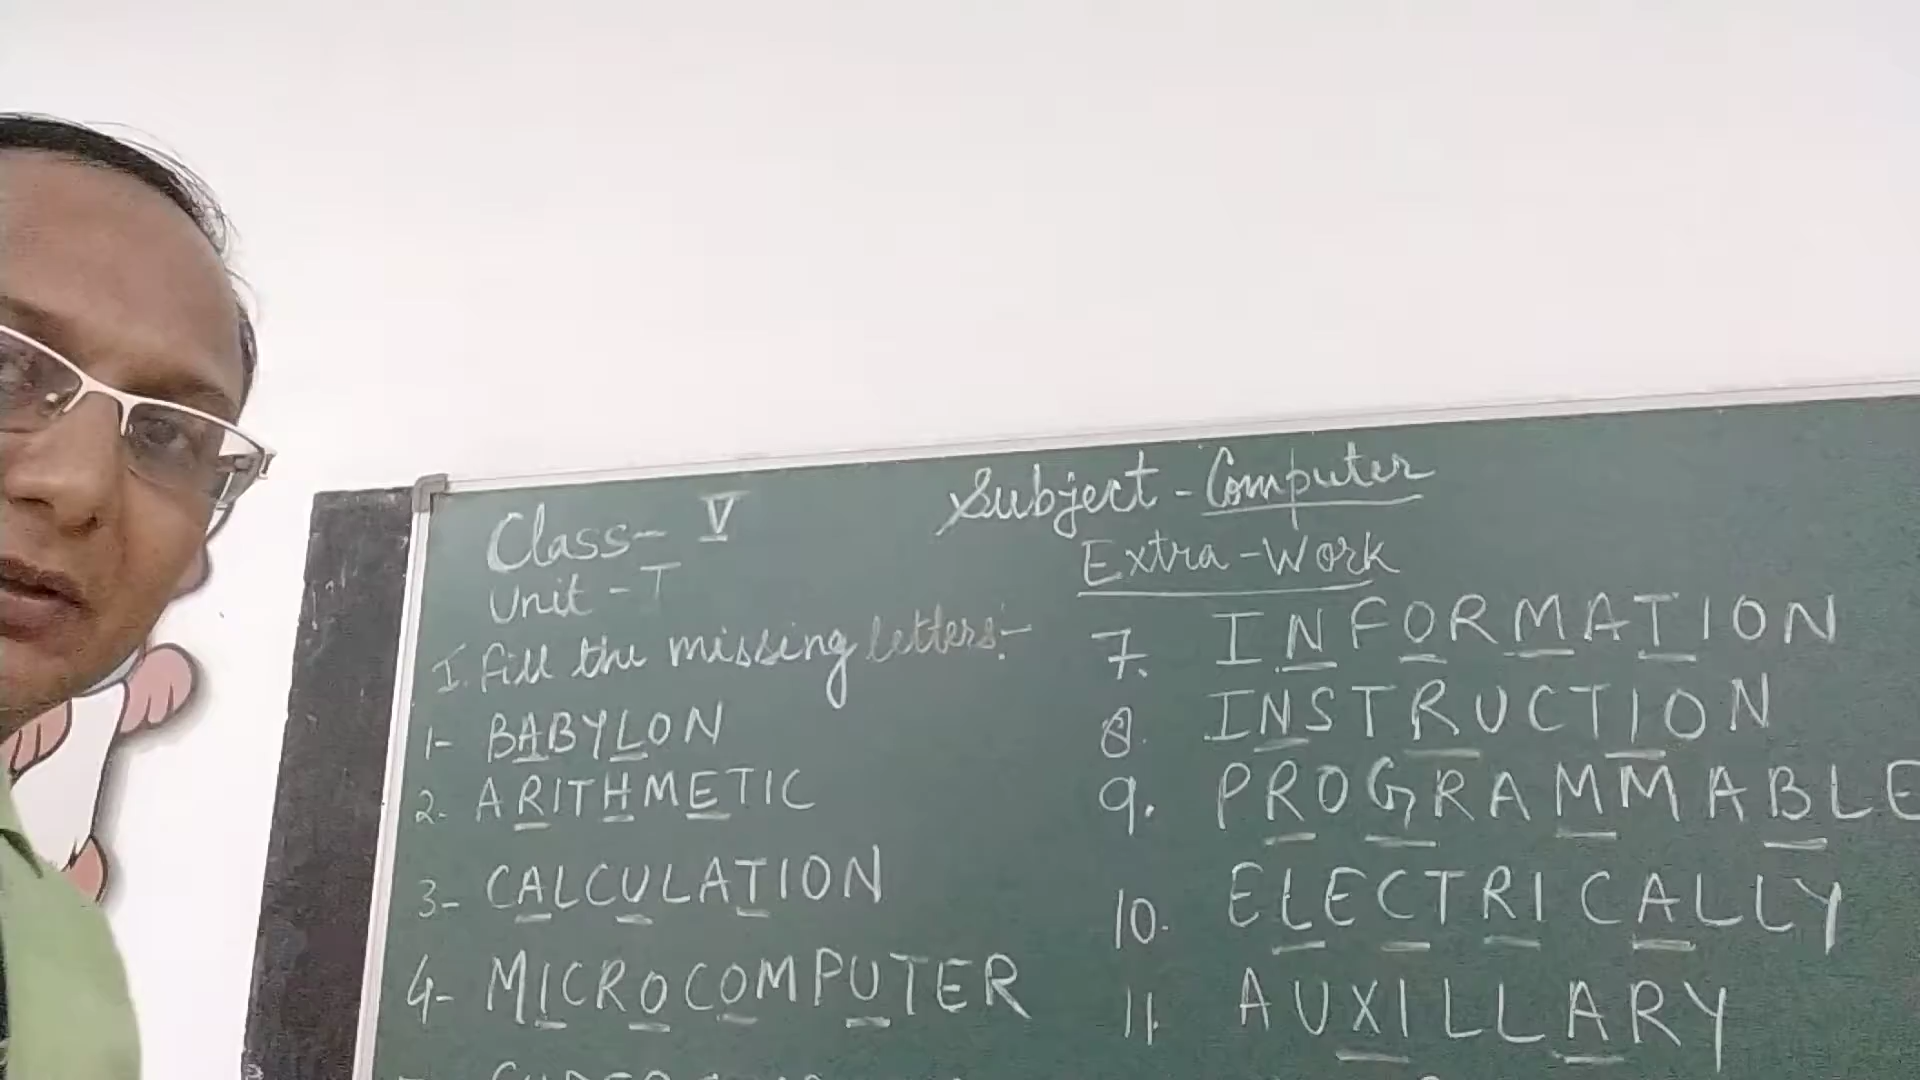 Class- V
Unit - I
I. fill the missing letters:-
1- BABYLON
2- ARITHMETIC
3- CALCULATION
4- MICROCOMPUTER
Subject - Computer
Extra-Work
7. INFORMATION
8. INSTRUCTION
9. PROGRAMMABLE
10. ELECTRICALLY
11. AUXILLARY